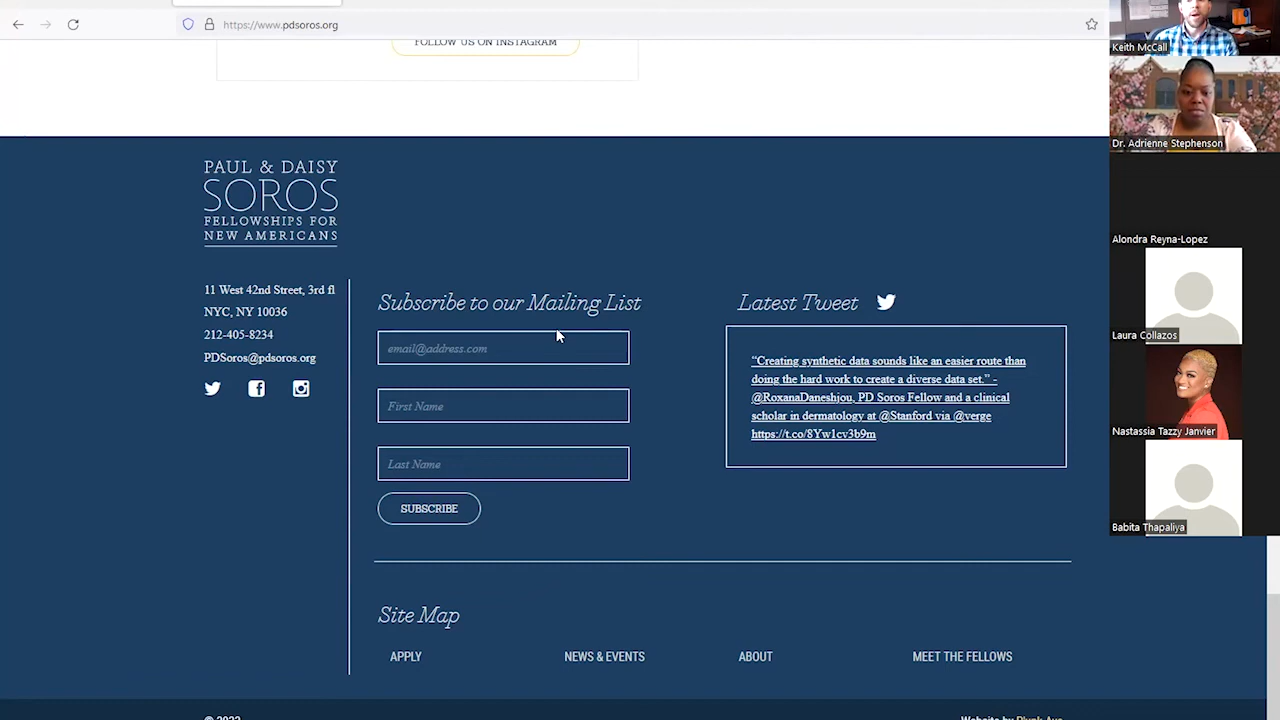 https://www.pdsoros.org
FOLLOW US ON INSTAGRAM
PAUL & DAISY
SOROS
FELLOWSHIPS FOR
NEW AMERICANS
11 West 42nd Street, 3rd fl
NYC, NY 10036
212-405-8234
PDSoros@pdsoros.org
Subscribe to our Mailing List
email@address.com
First Name
Last Name
SUBSCRIBE
Latest Tweet
“Creating synthetic data sounds like an easier route than
doing the hard work to create a diverse data set.” -
@RoxanaDaneshjou, PD Soros Fellow and a clinical
scholar in dermatology at @Stanford via @verge
https://t.co/8Yw1cv3b9m
Site Map
APPLY
NEWS & EVENTS
ABOUT
MEET THE FELLOWS
© 2022
Website by Plunk Ave
Keith McCall
Dr. Adrienne Stephenson
Alondra Reyna-Lopez
Laura Collazos
Nastassia Tazzy Janvier
Babita Thapaliya